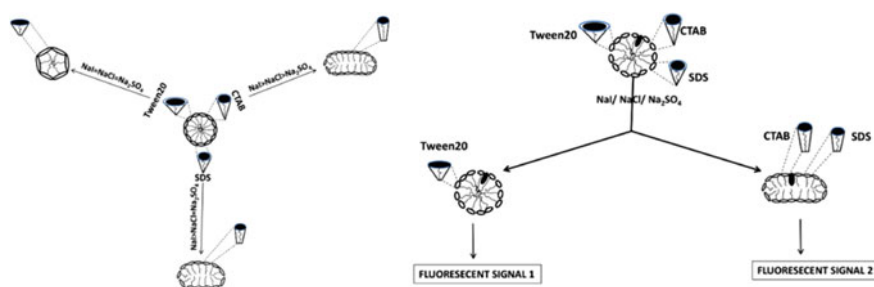 NaI>NaCl>Na₂SO₄
Tween20
CTAB
NaI>NaCl>Na₂SO₄
SDS
NaI>NaCl>Na₂SO₄
Tween20
CTAB
SDS
NaI/ NaCl/ Na₂SO₄
Tween20
CTAB
SDS
FLUORESECENT SIGNAL 1
FLUORESECENT SIGNAL 2